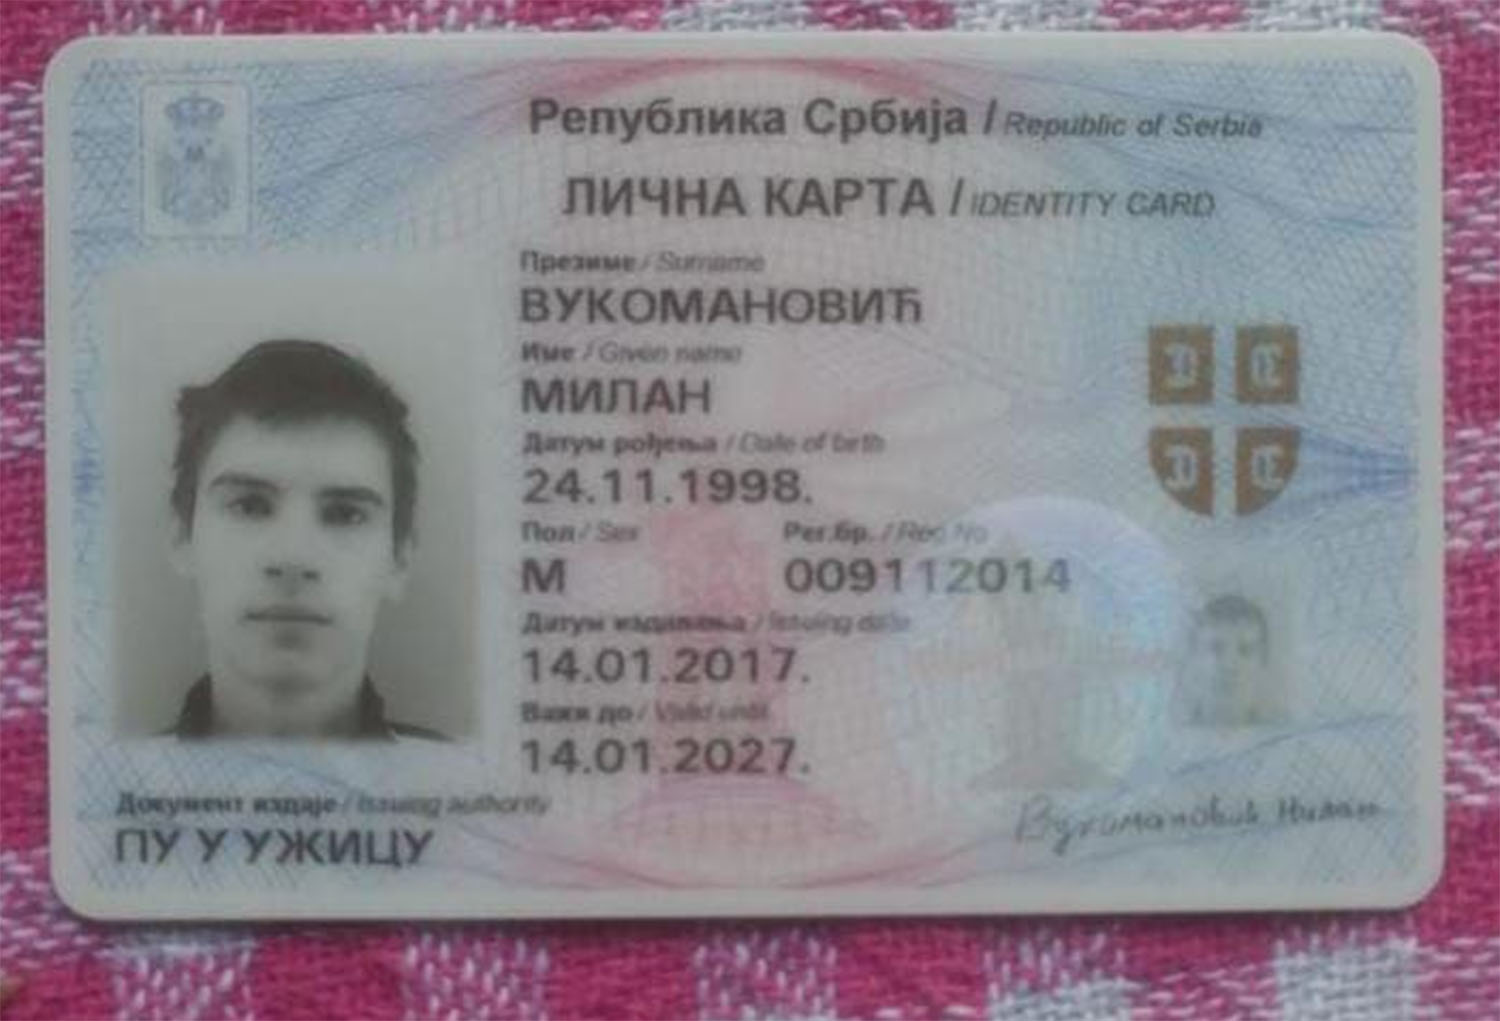 Република Србија / Republic of Serbia
ЛИЧНА КАРТА / IDENTITY CARD
Презиме / Surname
ВУКОМАНОВИЋ
Име / Given name
МИЛАН
Датум рођења / Date of birth
24.11.1998.
Пол / Sex Рег.бр. / Reg No
М 009112014
Датум издавања / Issuing date
14.01.2017.
Важи до / Valid until
14.01.2027.
Документ издаје / Issuing authority
ПУ У УЖИЦУ
Вукомановић Милан